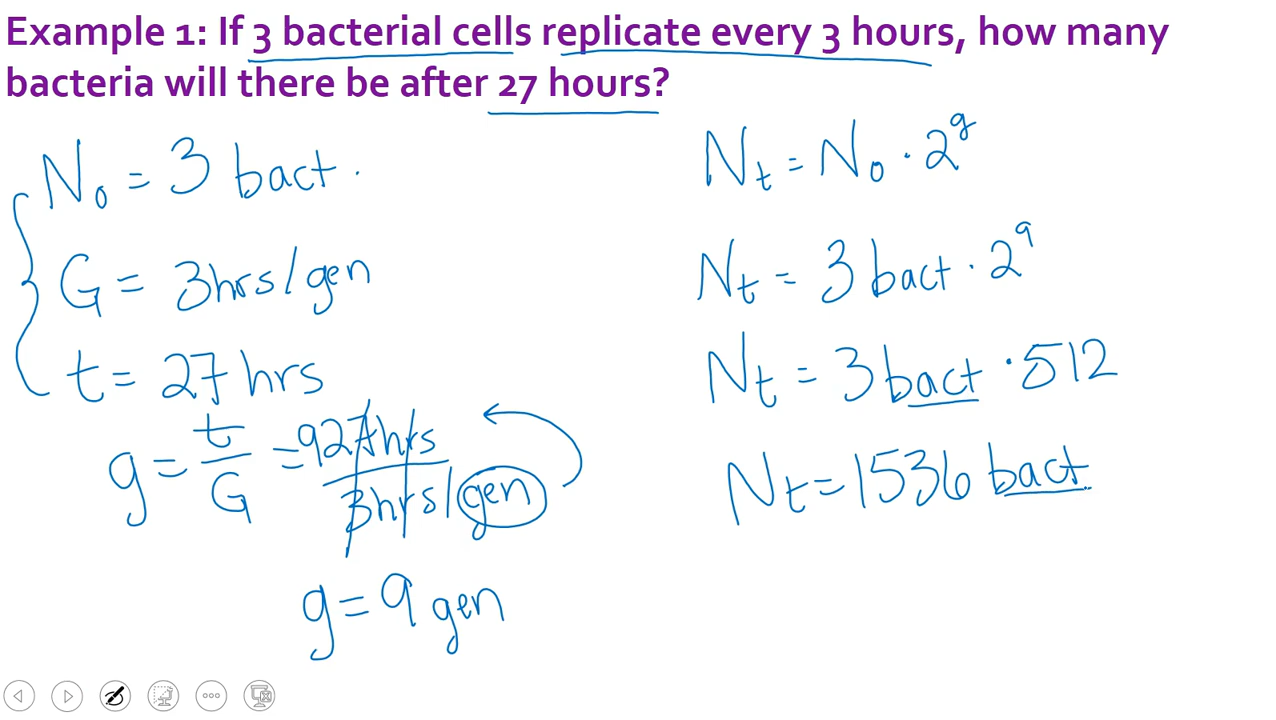 Example 1: If 3 bacterial cells replicate every 3 hours, how many
bacteria will there be after 27 hours?
N₀ = 3 bact.
G = 3hrs/gen
t = 27 hrs
g = t/G = 9 27hrs / 3hrs/gen
g = 9 gen
Nt = N₀ · 2^g
Nt = 3 bact · 2^9
Nt = 3 bact · 512
Nt = 1536 bact